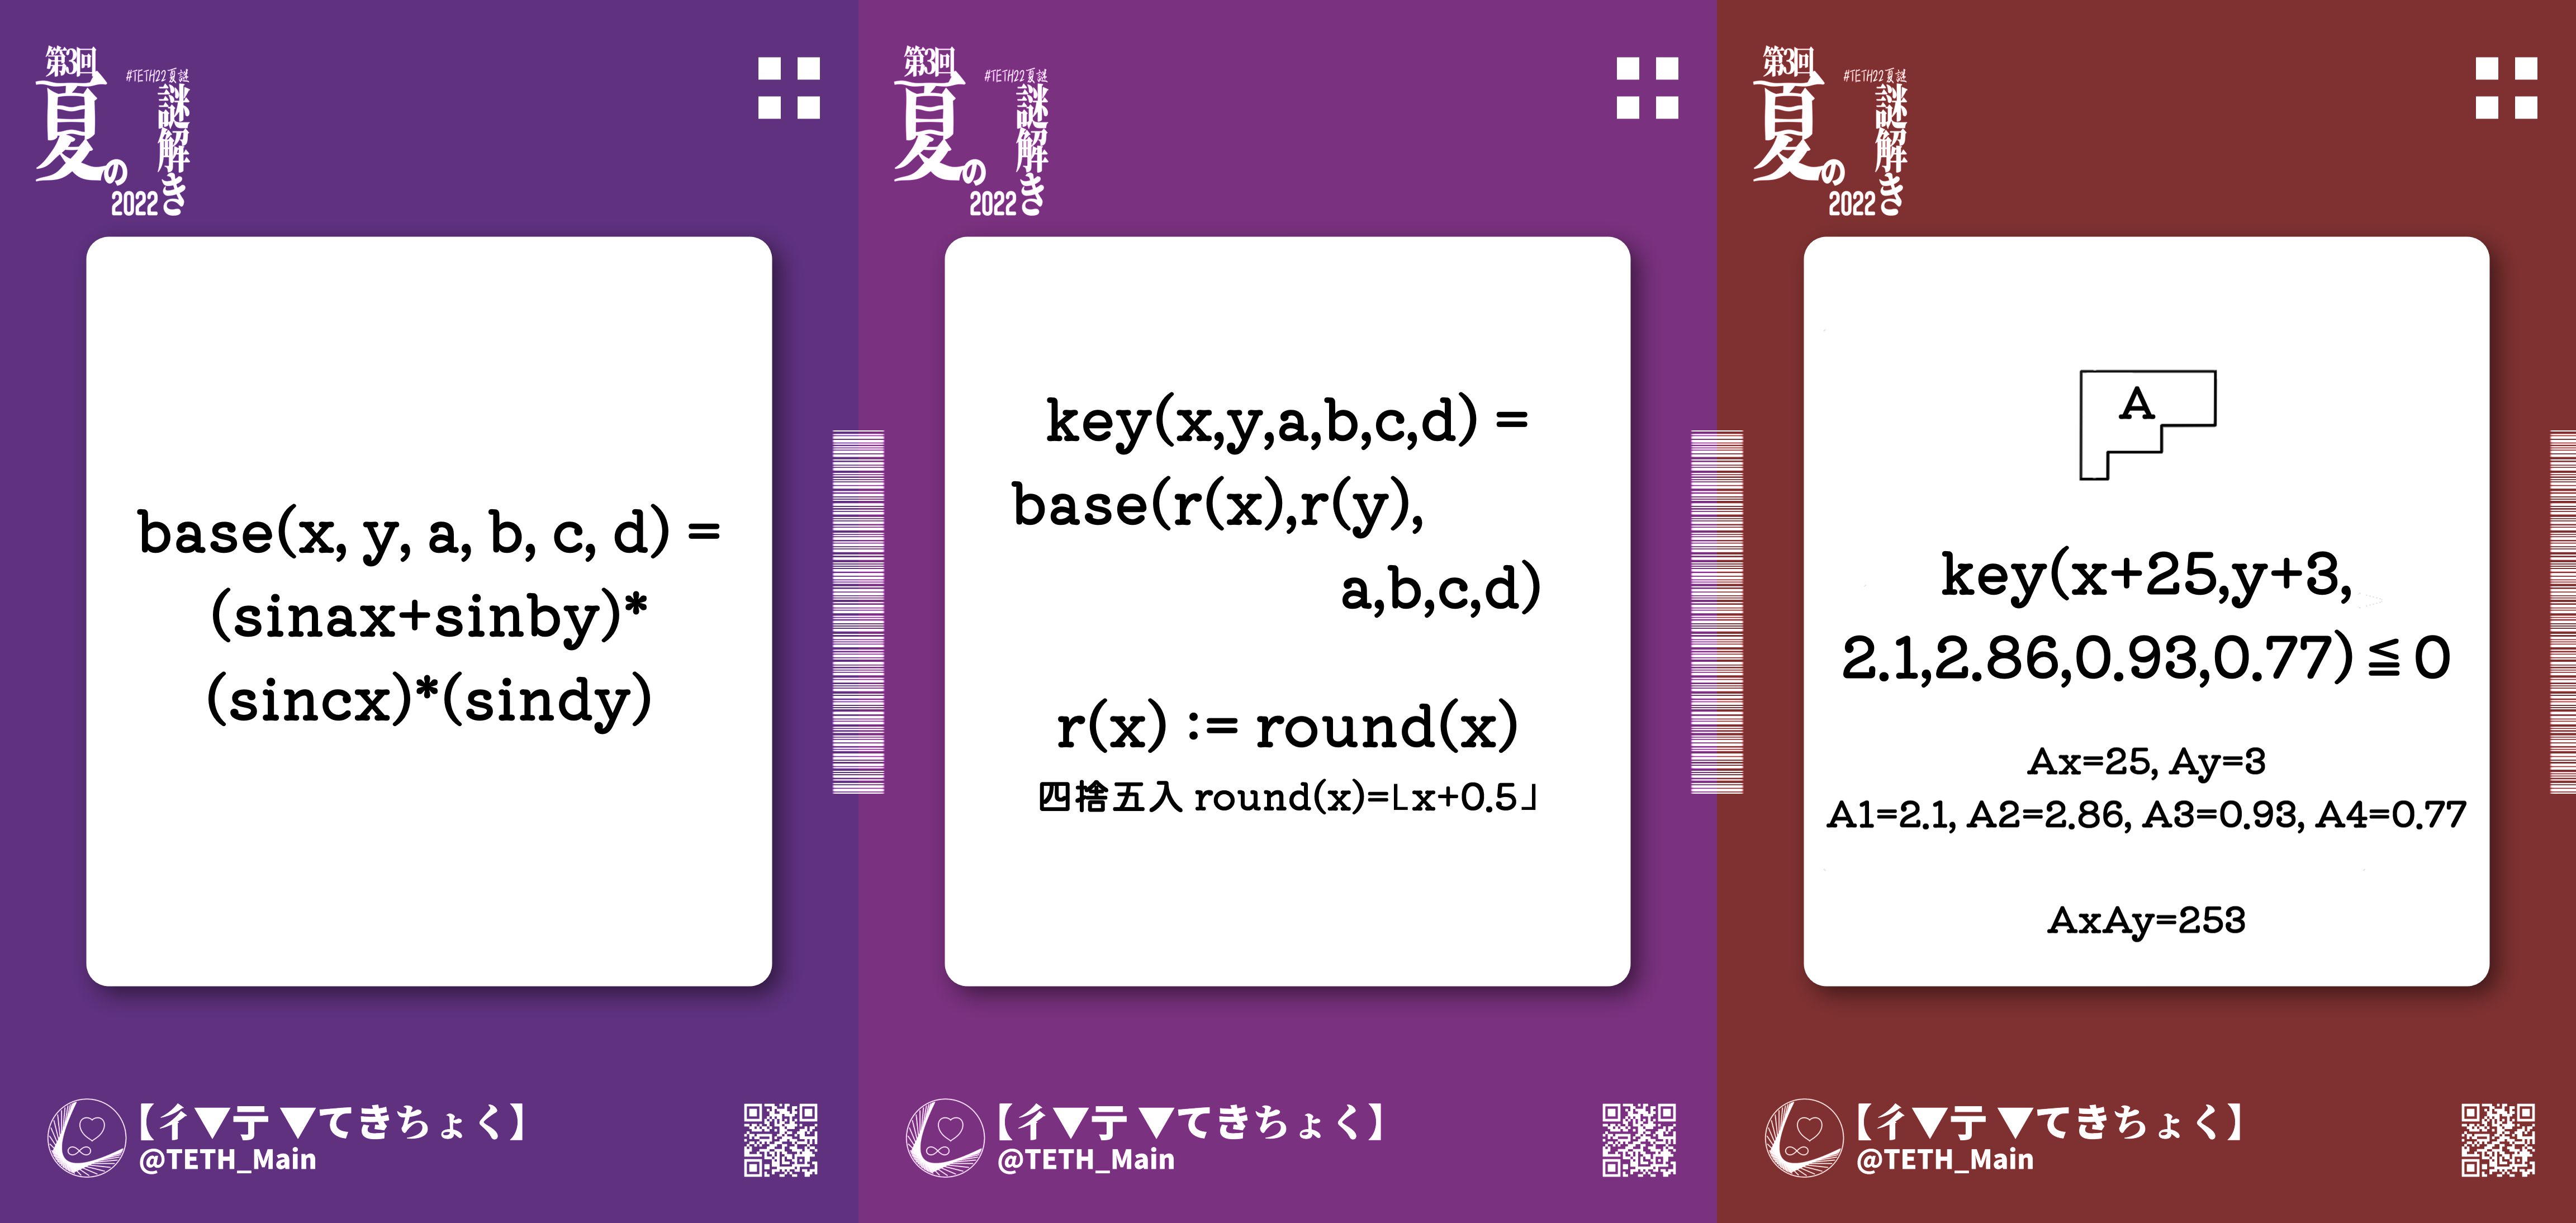 第3回
夏の
#TETH22夏謎
謎解き
2022
base(x, y, a, b, c, d) =
(sinax+sinby)*
(sincx)*(sindy)
【イ▼テ ▼てきちょく】
@TETH_Main
第3回
夏の
#TETH22夏謎
謎解き
2022
key(x,y,a,b,c,d) =
base(r(x),r(y),
a,b,c,d)
r(x) := round(x)
四捨五入 round(x)=⌊x+0.5⌋
【イ▼テ ▼てきちょく】
@TETH_Main
第3回
夏の
#TETH22夏謎
謎解き
2022
A
key(x+25,y+3,
2.1,2.86,0.93,0.77) ≦ 0
Ax=25, Ay=3
A1=2.1, A2=2.86, A3=0.93, A4=0.77
AxAy=253
【イ▼テ ▼てきちょく】
@TETH_Main